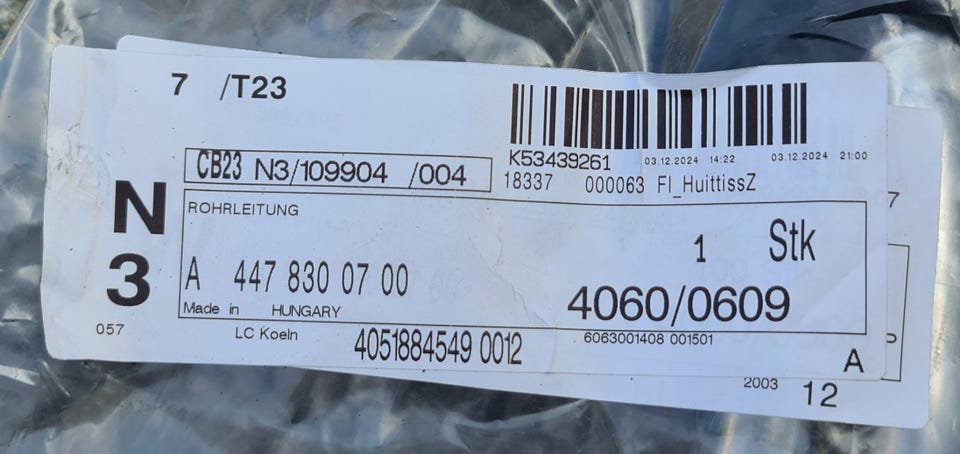 7 /T23
K53439261 03.12.2024 14:22 03.12.2024 21:00
CB23 N3/109904 /004
18337 000063 FI_HuittissZ
N
3
ROHRLEITUNG
1 Stk
A 447 830 07 00
4060/0609
Made in HUNGARY
057
LC Koeln
4051884549 0012
6063001408 001501
A
7
2003
12